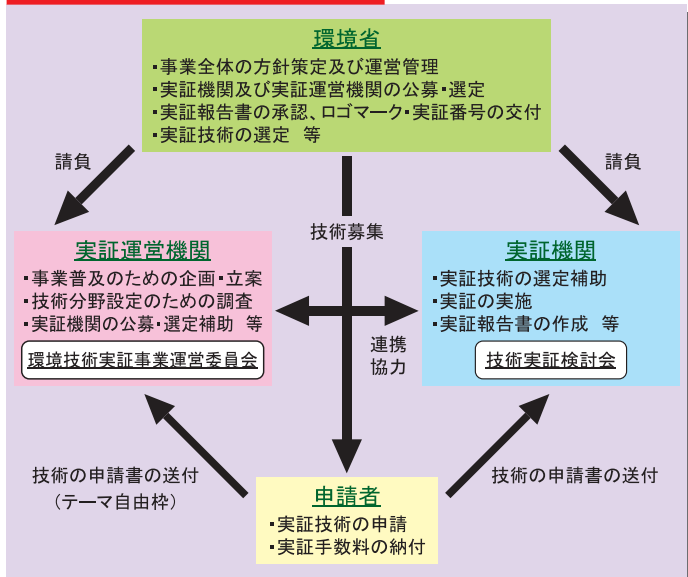 環境省
・事業全体の方針策定及び運営管理
・実証機関及び実証運営機関の公募・選定
・実証報告書の承認、ロゴマーク・実証番号の交付
・実証技術の選定 等
請負
請負
技術募集
実証運営機関
・事業普及のための企画・立案
・技術分野設定のための調査
・実証機関の公募・選定補助 等
環境技術実証事業運営委員会
実証機関
・実証技術の選定補助
・実証の実施
・実証報告書の作成 等
技術実証検討会
連携
協力
技術の申請書の送付
（テーマ自由枠）
技術の申請書の送付
申請者
・実証技術の申請
・実証手数料の納付